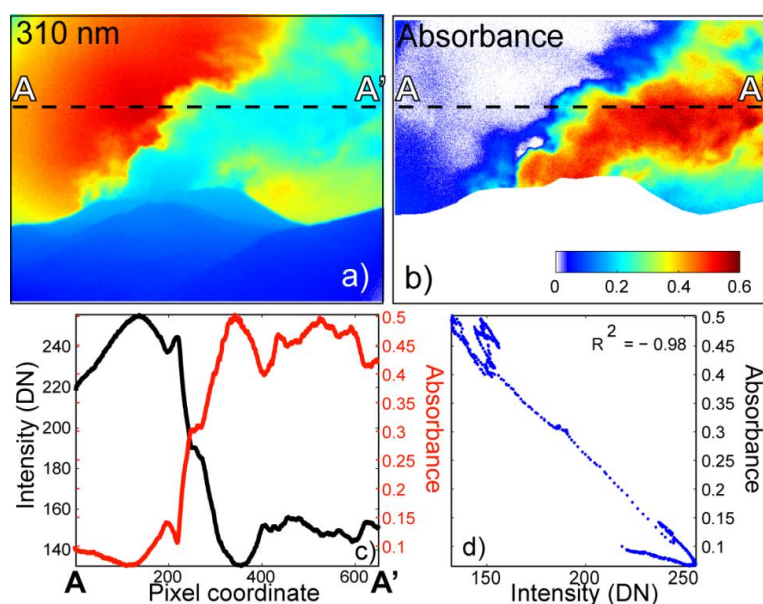 310 nm
A A'
a)
Absorbance
A A'
b)
0 0.2 0.4 0.6
Intensity (DN)
240
220
200
180
160
140
0.5
0.45
0.4
0.35
0.3
0.25
0.2
0.15
0.1
Absorbance
c)
0 200 400 600
A Pixel coordinate A'
R² = − 0.98
0.5
0.45
0.4
0.35
0.3
0.25
0.2
0.15
0.1
Absorbance
d)
150 200 250
Intensity (DN)